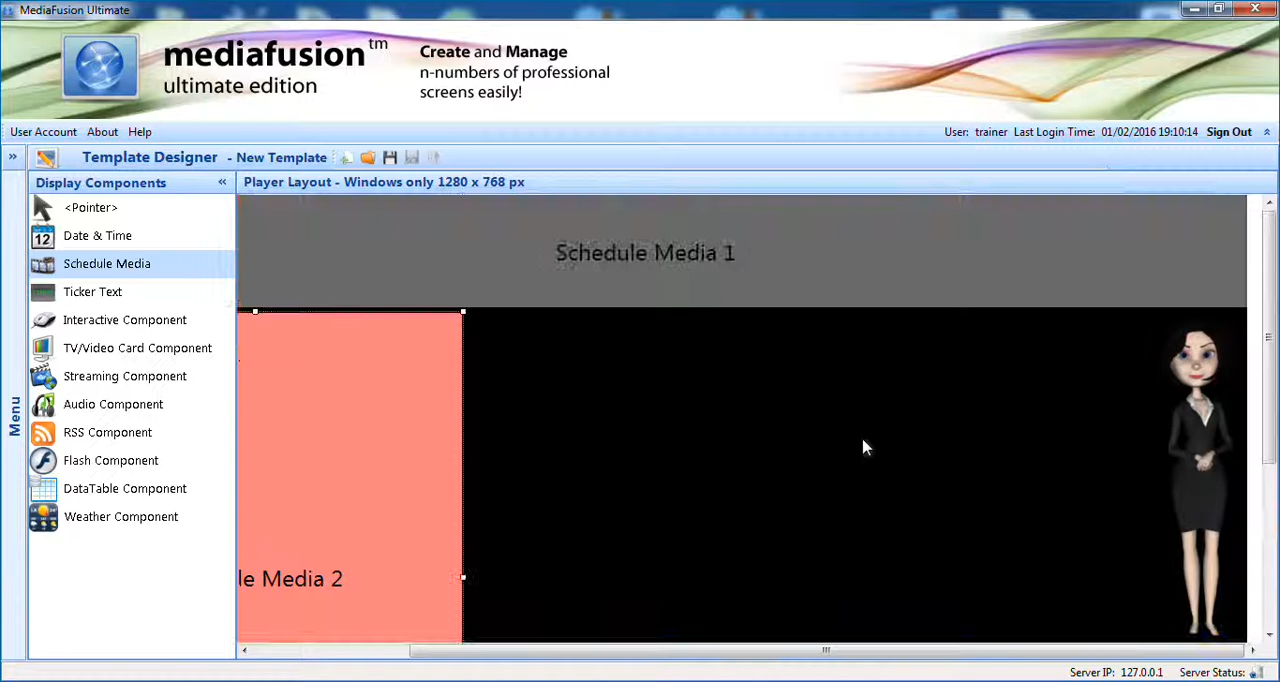 MediaFusion Ultimate
mediafusion™
ultimate edition
Create and Manage
n-numbers of professional
screens easily!
User Account About Help
User: trainer Last Login Time: 01/02/2016 19:10:14 Sign Out
Template Designer - New Template
Display Components
Player Layout - Windows only 1280 x 768 px
<Pointer>
12
Date & Time
Schedule Media
Ticker Text
Interactive Component
TV/Video Card Component
Streaming Component
Audio Component
RSS Component
Flash Component
DataTable Component
Weather Component
Menu
Schedule Media 1
le Media 2
Server IP: 127.0.0.1 Server Status: